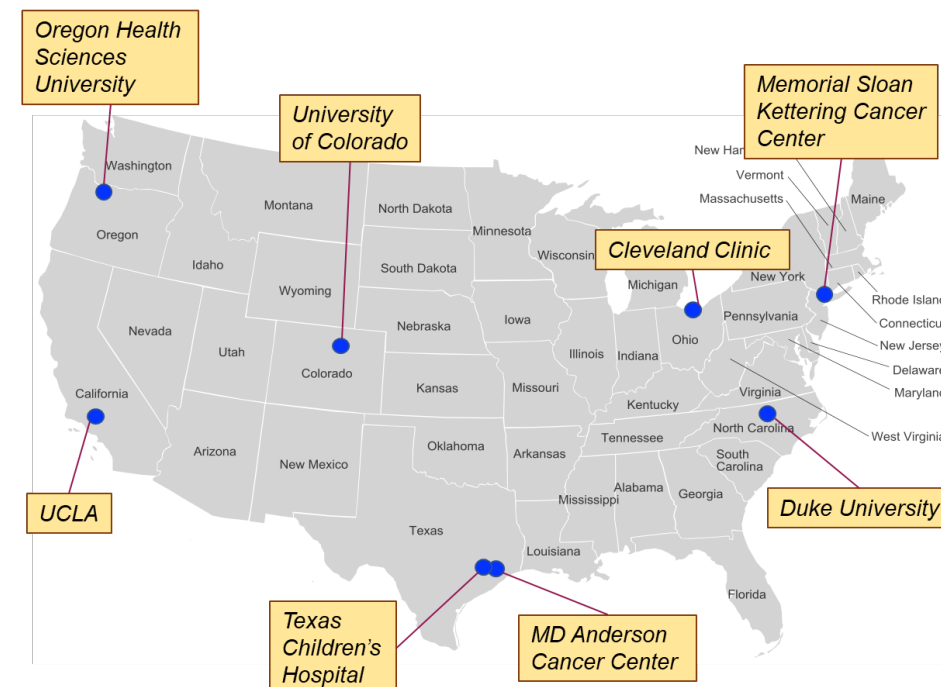 Oregon Health
Sciences
University
University
of Colorado
Memorial Sloan
Kettering Cancer
Center
Cleveland Clinic
Washington
Montana
North Dakota
Minnesota
New Ham
Vermont
Massachusetts
Maine
Oregon
Idaho
South Dakota
Wisconsin
Michigan
New York
Wyoming
Rhode Island
Nebraska
Iowa
Pennsylvania
Connecticu
Nevada
Utah
Colorado
Illinois
Indiana
Ohio
New Jersey
Delaware
California
Kansas
Missouri
Kentucky
Virginia
Maryland
West Virginia
Arizona
New Mexico
Oklahoma
Arkansas
Tennessee
North Carolina
South
Carolina
Mississippi
Alabama
Georgia
Texas
Louisiana
Florida
UCLA
Duke University
Texas
Children's
Hospital
MD Anderson
Cancer Center